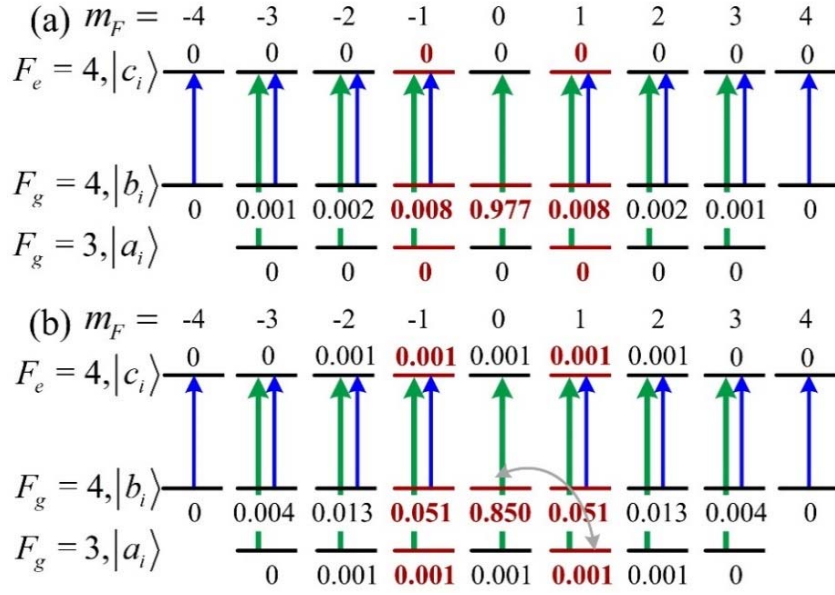 (a) m_F = -4 -3 -2 -1 0 1 2 3 4
0 0 0 0 0 0 0 0 0
F_e = 4, |c_i⟩
F_g = 4, |b_i⟩
0 0.001 0.002 0.008 0.977 0.008 0.002 0.001 0
F_g = 3, |a_i⟩
0 0 0 0 0 0 0
(b) m_F = -4 -3 -2 -1 0 1 2 3 4
0 0 0.001 0.001 0.001 0.001 0.001 0 0
F_e = 4, |c_i⟩
F_g = 4, |b_i⟩
0 0.004 0.013 0.051 0.850 0.051 0.013 0.004 0
F_g = 3, |a_i⟩
0 0.001 0.001 0.001 0.001 0.001 0